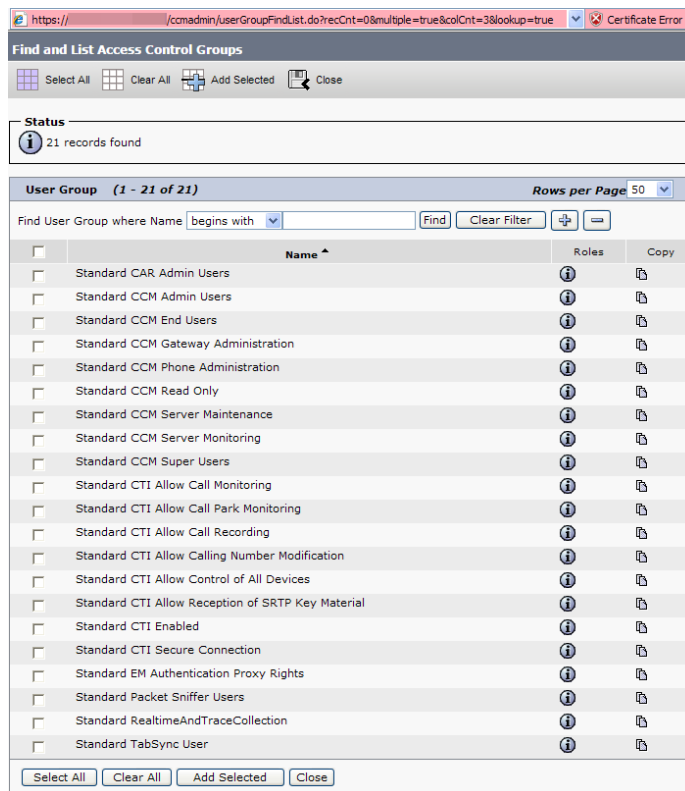 https:// /ccmadmin/userGroupFindList.do?recCnt=0&multiple=true&colCnt=3&lookup=true Certificate Error
Find and List Access Control Groups
Select All Clear All Add Selected Close
Status
21 records found
User Group (1 - 21 of 21) Rows per Page 50
Find User Group where Name begins with Find Clear Filter
Name Roles Copy
Standard CAR Admin Users
Standard CCM Admin Users
Standard CCM End Users
Standard CCM Gateway Administration
Standard CCM Phone Administration
Standard CCM Read Only
Standard CCM Server Maintenance
Standard CCM Server Monitoring
Standard CCM Super Users
Standard CTI Allow Call Monitoring
Standard CTI Allow Call Park Monitoring
Standard CTI Allow Call Recording
Standard CTI Allow Calling Number Modification
Standard CTI Allow Control of All Devices
Standard CTI Allow Reception of SRTP Key Material
Standard CTI Enabled
Standard CTI Secure Connection
Standard EM Authentication Proxy Rights
Standard Packet Sniffer Users
Standard RealtimeAndTraceCollection
Standard TabSync User
Select All Clear All Add Selected Close